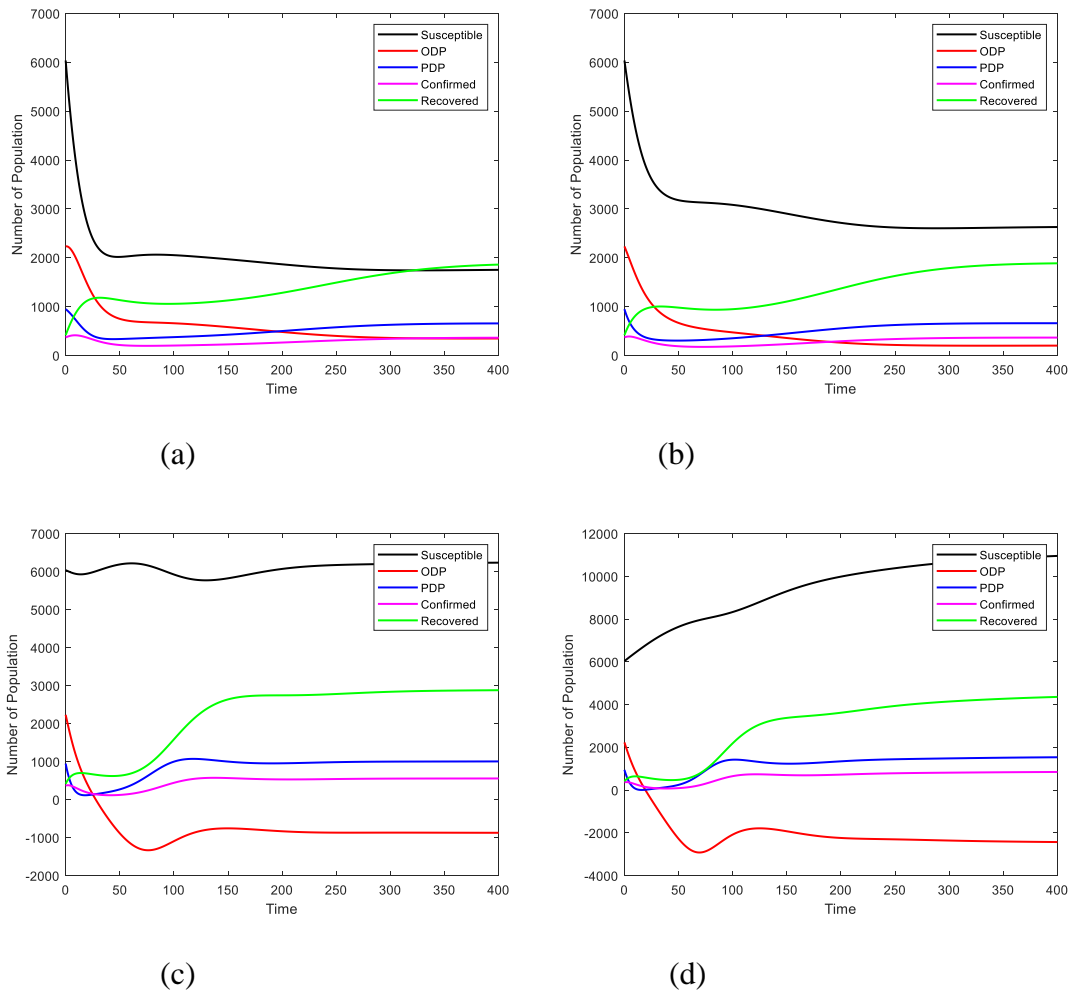 7000
6000
5000
4000
3000
2000
1000
0
Number of Population
Susceptible
ODP
PDP
Confirmed
Recovered
0 50 100 150 200 250 300 350 400
Time
(a)
7000
6000
5000
4000
3000
2000
1000
0
Number of Population
Susceptible
ODP
PDP
Confirmed
Recovered
0 50 100 150 200 250 300 350 400
Time
(b)
7000
6000
5000
4000
3000
2000
1000
0
-1000
-2000
Number of Population
Susceptible
ODP
PDP
Confirmed
Recovered
0 50 100 150 200 250 300 350 400
Time
(c)
12000
10000
8000
6000
4000
2000
0
-2000
-4000
Number of Population
Susceptible
ODP
PDP
Confirmed
Recovered
0 50 100 150 200 250 300 350 400
Time
(d)